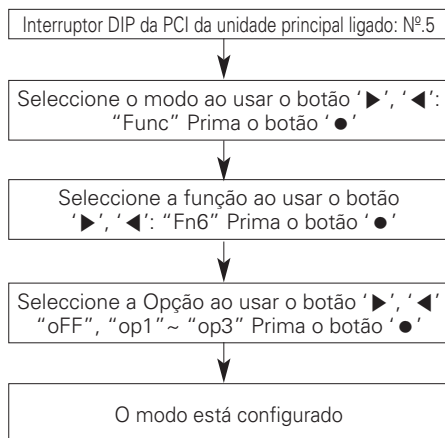 Interruptor DIP da PCI da unidade principal ligado: Nº.5
Seleccione o modo ao usar o botão ‘▶’, ‘◀’:
“Func” Prima o botão ‘●’
Seleccione a função ao usar o botão
‘▶’, ‘◀’: “Fn6” Prima o botão ‘●’
Seleccione a Opção ao usar o botão ‘▶’, ‘◀’
“oFF”, “op1”~ “op3” Prima o botão ‘●’
O modo está configurado